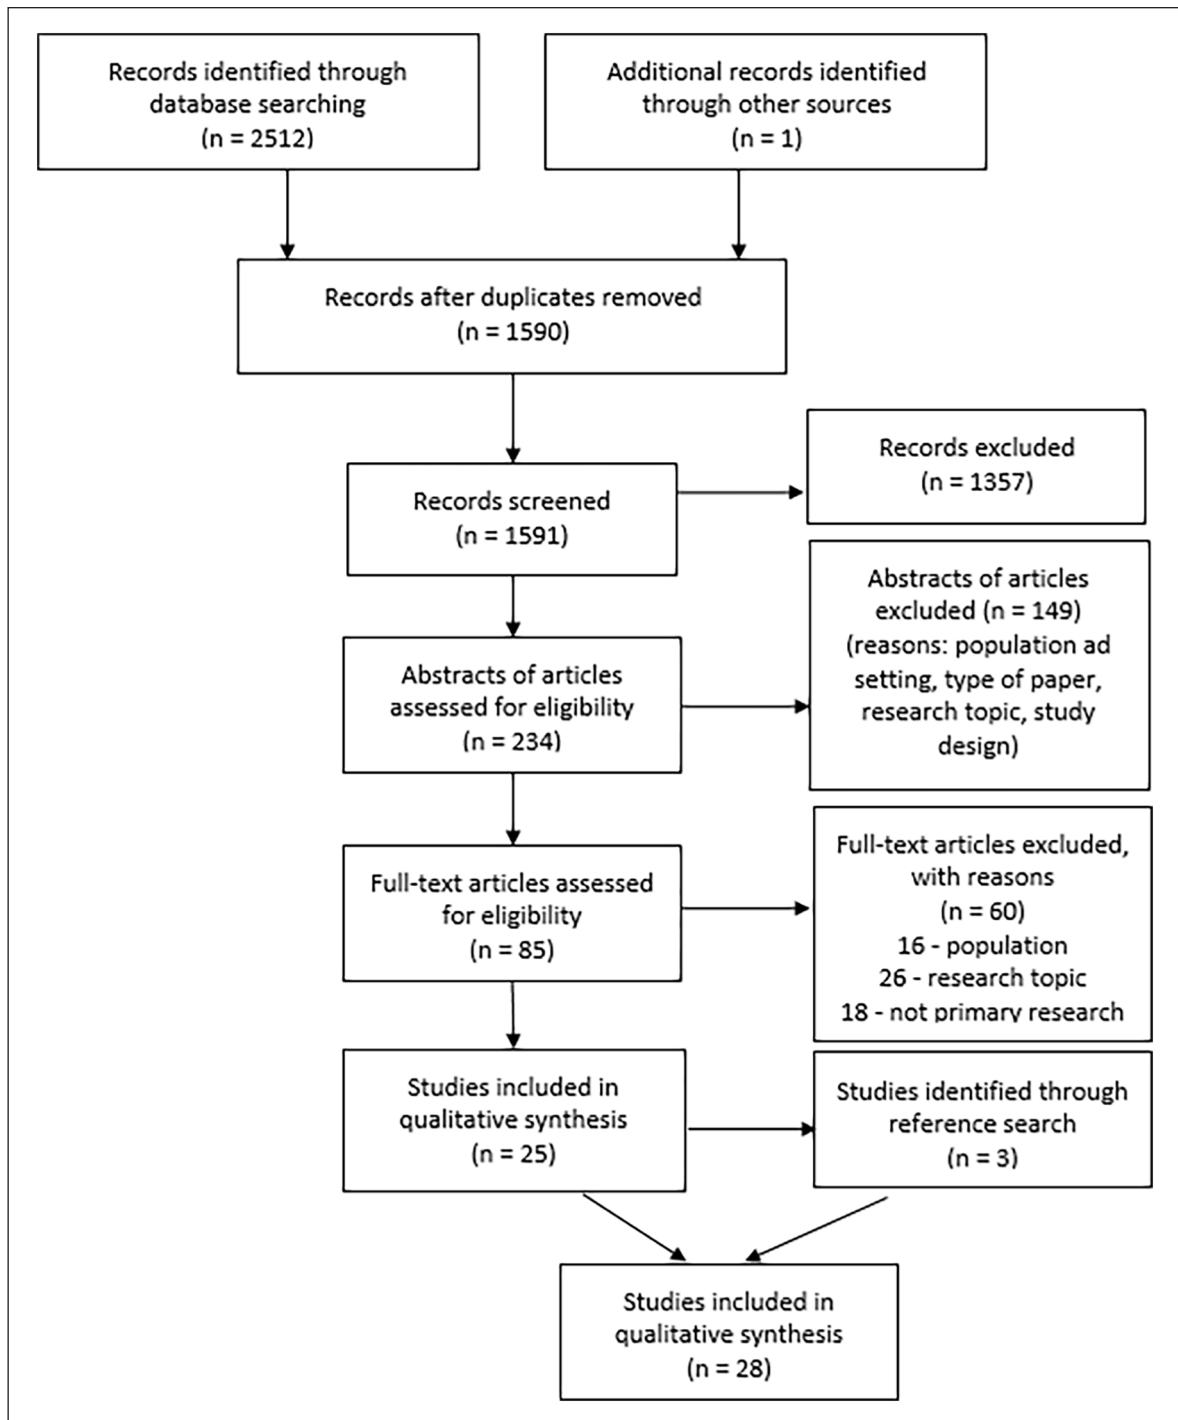 Records identified through
database searching
(n = 2512)
Additional records identified
through other sources
(n = 1)
Records after duplicates removed
(n = 1590)
Records screened
(n = 1591)
Records excluded
(n = 1357)
Abstracts of articles
assessed for eligibility
(n = 234)
Abstracts of articles
excluded (n = 149)
(reasons: population ad
setting, type of paper,
research topic, study
design)
Full-text articles assessed
for eligibility
(n = 85)
Full-text articles excluded,
with reasons
(n = 60)
16 - population
26 - research topic
18 - not primary research
Studies included in
qualitative synthesis
(n = 25)
Studies identified through
reference search
(n = 3)
Studies included in
qualitative synthesis
(n = 28)